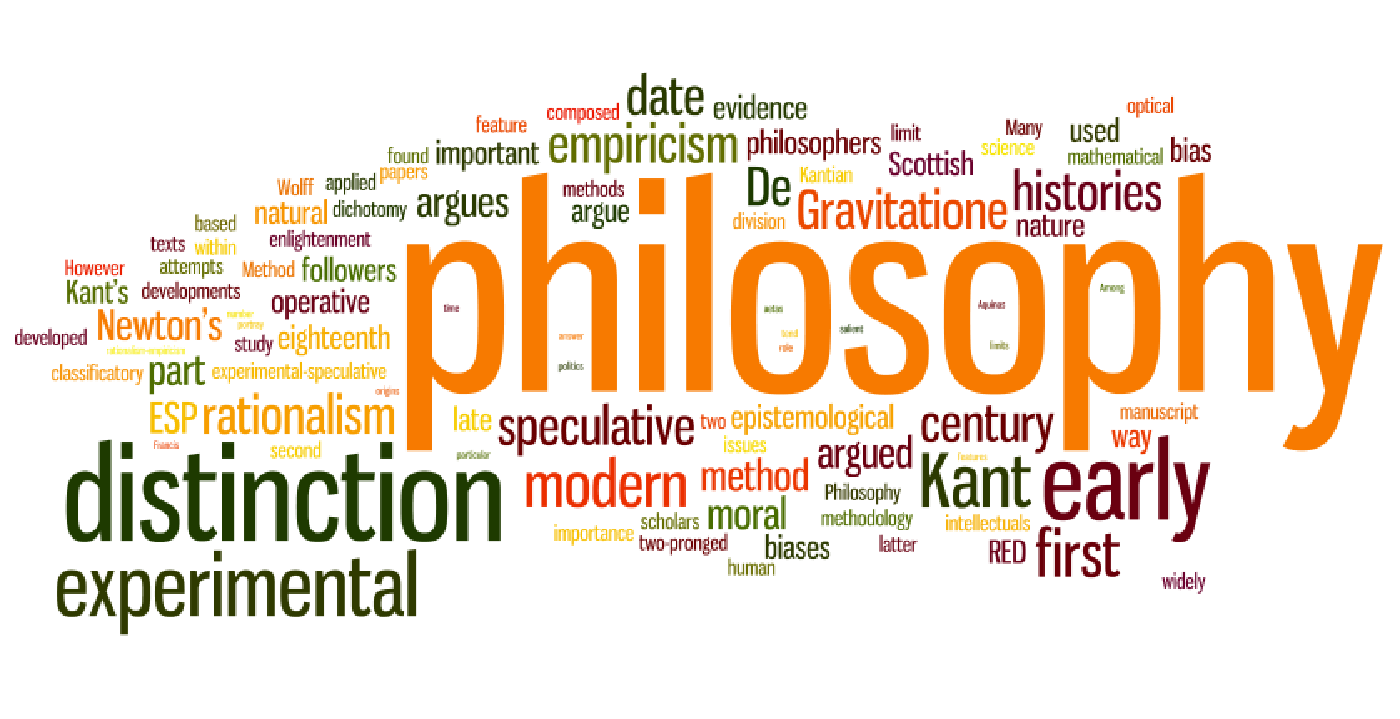 date
optical
composed
evidence
feature
limit
Many
used
empiricism
philosophers
science
important
found
mathematical
bias
Scottish
papers
Kantian
Wolff
applied
De
methods
histories
argues
natural
dichotomy
argue
Gravitatione
division
based
nature
enlightenment
texts
within
philosophy
However
attempts
Method
followers
Kant's
developments
Among
operative
time
Aquinas
aetas
number
portray
Newton's
salient
developed
study
eighteenth
answer
role
limits
classificatory
part
experimental-speculative
politics
origins
ESP
rationalism
late
speculative
two
epistemological
century
manuscript
way
Francis
second
issues
argued
particular
features
distinction
modern
method
Kant
early
Philosophy
scholars
moral
methodology
intellectuals
importance
two-pronged
biases
latter
RED
first
human
experimental
widely